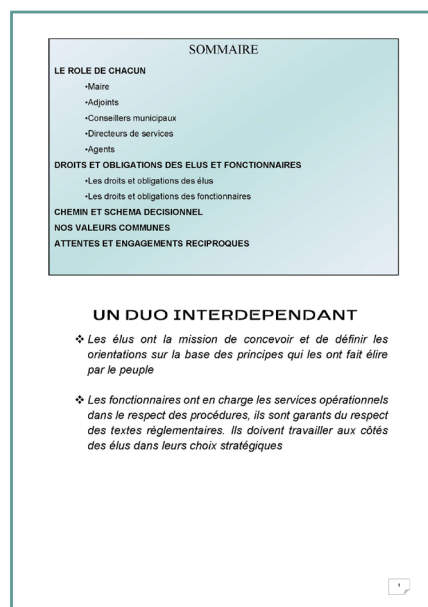 SOMMAIRE
LE ROLE DE CHACUN
•Maire
•Adjoints
•Conseillers municipaux
•Directeurs de services
•Agents
DROITS ET OBLIGATIONS DES ELUS ET FONCTIONNAIRES
•Les droits et obligations des élus
•Les droits et obligations des fonctionnaires
CHEMIN ET SCHEMA DECISIONNEL
NOS VALEURS COMMUNES
ATTENTES ET ENGAGEMENTS RECIPROQUES
UN DUO INTERDEPENDANT
❖ Les élus ont la mission de concevoir et de définir les
orientations sur la base des principes qui les ont fait élire
par le peuple
❖ Les fonctionnaires ont en charge les services opérationnels
dans le respect des procédures, ils sont garants du respect
des textes règlementaires. Ils doivent travailler aux côtés
des élus dans leurs choix stratégiques